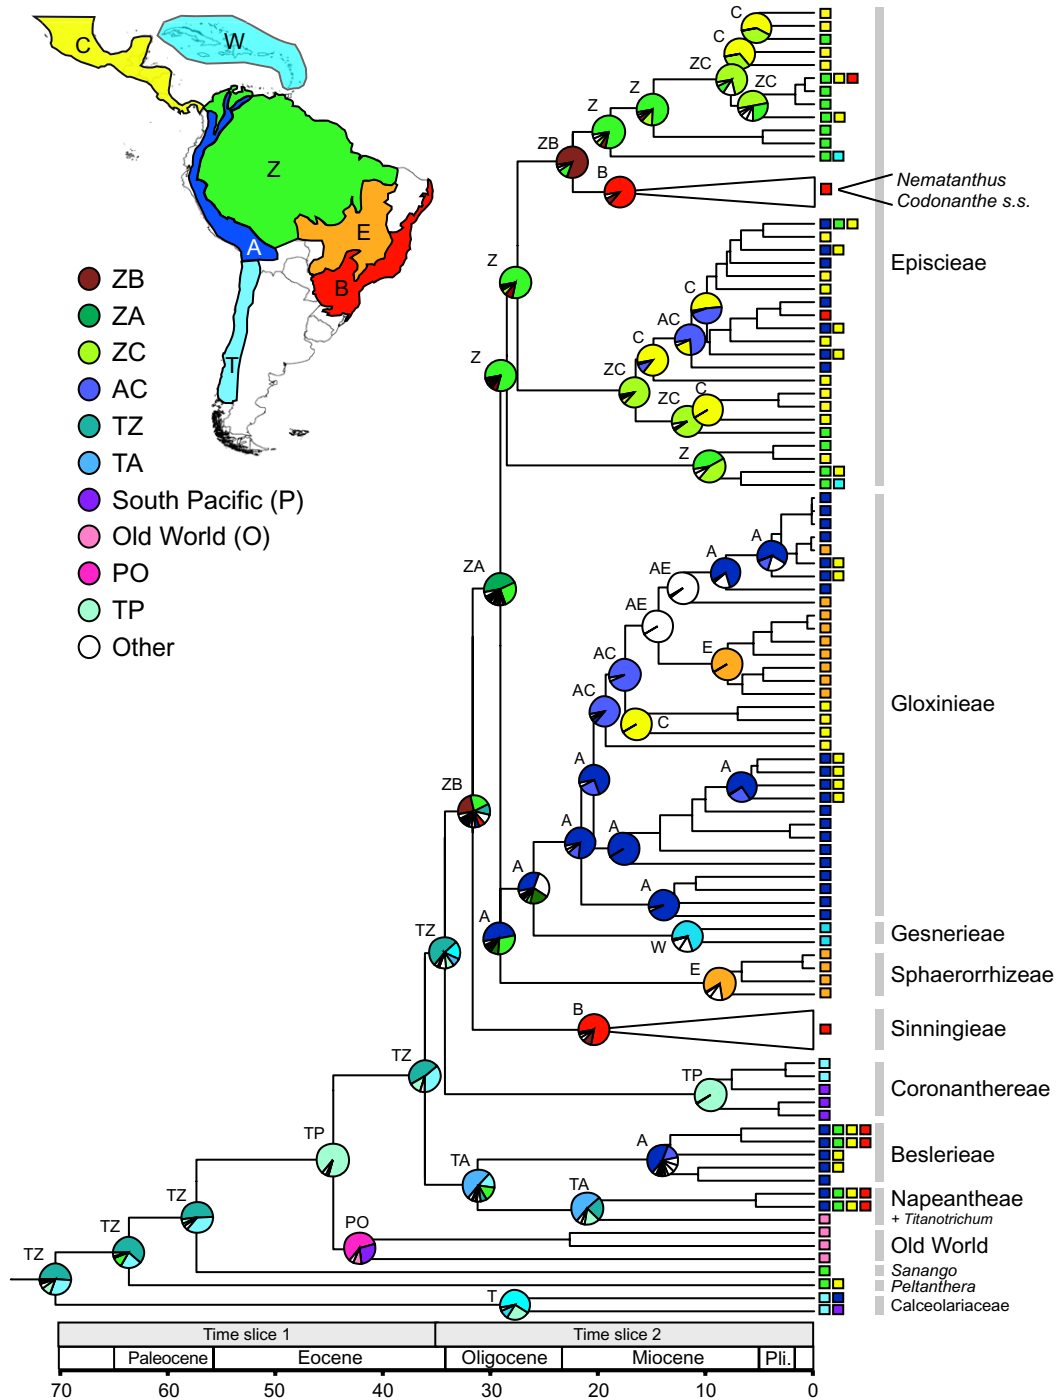 C
W
Z
A
E
B
T
ZB
ZA
ZC
AC
TZ
TA
South Pacific (P)
Old World (O)
PO
TP
Other
C
C
ZC
ZC
Z
Z
ZB
B
Nematanthus
Codonanthe s.s.
Episcieae
Z
C
AC
C
Z
ZC
C
ZC
Z
A
A
ZA
AE
AE
E
AC
AC
C
Gloxinieae
A
A
ZB
A
A
A
A
A
TZ
W
Gesnerieae
E
Sphaerorrhizeae
B
Sinningieae
TZ
TP
Coronanthereae
TP
A
Beslerieae
TA
TA
Napeantheae
+ Titanotrichum
TZ
TZ
PO
Old World
TZ
Sanango
Peltanthera
T
Calceolariaceae
Time slice 1
Time slice 2
Paleocene
Eocene
Oligocene
Miocene
Pli.
70
60
50
40
30
20
10
0